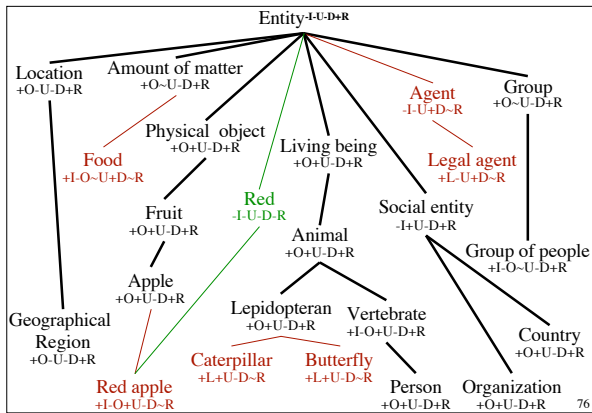 Entity-I-U-D+R
Location
+O-U-D+R
Amount of matter
+O~U-D+R
Agent
-I-U+D~R
Group
+O~U-D+R
Physical object
+O+U-D+R
Living being
+O+U-D+R
Food
+I-O~U+D~R
Legal agent
+L-U+D~R
Red
-I-U-D-R
Social entity
-I+U-D+R
Fruit
+O+U-D+R
Animal
+O+U-D+R
Group of people
+I-O~U-D+R
Apple
+O+U-D+R
Lepidopteran
+O+U-D+R
Vertebrate
+I-O+U-D+R
Geographical
Region
+O-U-D+R
Country
+O+U-D+R
Caterpillar
+L+U-D~R
Butterfly
+L+U-D~R
Red apple
+I-O+U-D~R
Person
+O+U-D+R
Organization
+O+U-D+R
76